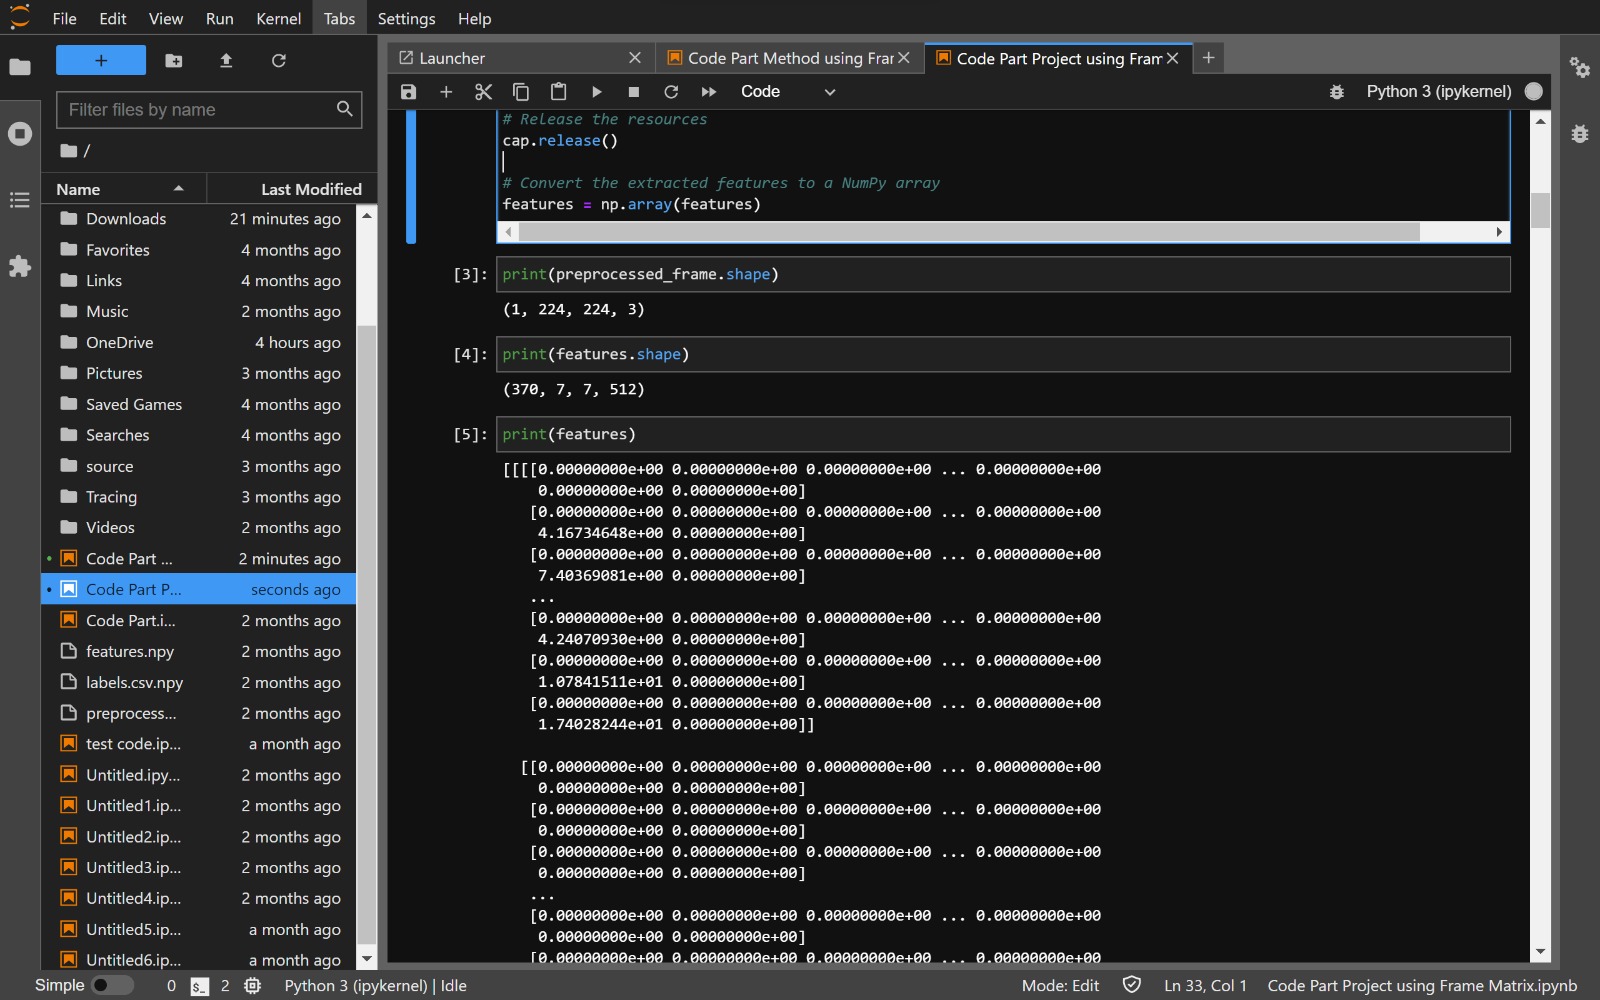 File Edit View Run Kernel Tabs Settings Help
+
Filter files by name
/
Name Last Modified
Downloads 21 minutes ago
Favorites 4 months ago
Links 4 months ago
Music 2 months ago
OneDrive 4 hours ago
Pictures 3 months ago
Saved Games 4 months ago
Searches 4 months ago
source 3 months ago
Tracing 3 months ago
Videos 2 months ago
Code Part ... 2 minutes ago
Code Part P... seconds ago
Code Part.i... 2 months ago
features.npy 2 months ago
labels.csv.npy 2 months ago
preprocess... 2 months ago
test code.ip... a month ago
Untitled.ipy... 2 months ago
Untitled1.ip... 2 months ago
Untitled2.ip... 2 months ago
Untitled3.ip... 2 months ago
Untitled4.ip... 2 months ago
Untitled5.ip... a month ago
Untitled6.ip... a month ago
Launcher Code Part Method using Frar Code Part Project using Fram
Code Python 3 (ipykernel)
# Release the resources
cap.release()
# Convert the extracted features to a NumPy array
features = np.array(features)
[3]: print(preprocessed_frame.shape)
(1, 224, 224, 3)
[4]: print(features.shape)
(370, 7, 7, 512)
[5]: print(features)
[[[[0.00000000e+00 0.00000000e+00 0.00000000e+00 ... 0.00000000e+00
0.00000000e+00 0.00000000e+00]
[0.00000000e+00 0.00000000e+00 0.00000000e+00 ... 0.00000000e+00
4.16734648e+00 0.00000000e+00]
[0.00000000e+00 0.00000000e+00 0.00000000e+00 ... 0.00000000e+00
7.40369081e+00 0.00000000e+00]
...
[0.00000000e+00 0.00000000e+00 0.00000000e+00 ... 0.00000000e+00
4.24070930e+00 0.00000000e+00]
[0.00000000e+00 0.00000000e+00 0.00000000e+00 ... 0.00000000e+00
1.07841511e+01 0.00000000e+00]
[0.00000000e+00 0.00000000e+00 0.00000000e+00 ... 0.00000000e+00
1.74028244e+01 0.00000000e+00]]
[[0.00000000e+00 0.00000000e+00 0.00000000e+00 ... 0.00000000e+00
0.00000000e+00 0.00000000e+00]
[0.00000000e+00 0.00000000e+00 0.00000000e+00 ... 0.00000000e+00
0.00000000e+00 0.00000000e+00]
[0.00000000e+00 0.00000000e+00 0.00000000e+00 ... 0.00000000e+00
0.00000000e+00 0.00000000e+00]
...
[0.00000000e+00 0.00000000e+00 0.00000000e+00 ... 0.00000000e+00
0.00000000e+00 0.00000000e+00]
[0.00000000e+00 0.00000000e+00 0.00000000e+00 ... 0.00000000e+00
Simple 0 $_ 2 Python 3 (ipykernel) | Idle Mode: Edit Ln 33, Col 1 Code Part Project using Frame Matrix.ipynb